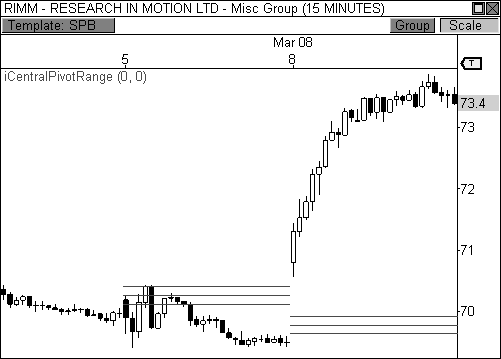 RIMM - RESEARCH IN MOTION LTD - Misc Group (15 MINUTES)
Template: SPB Group Scale
Mar 08
5 8
T
iCentralPivotRange (0, 0)
73.4
73
72
71
70